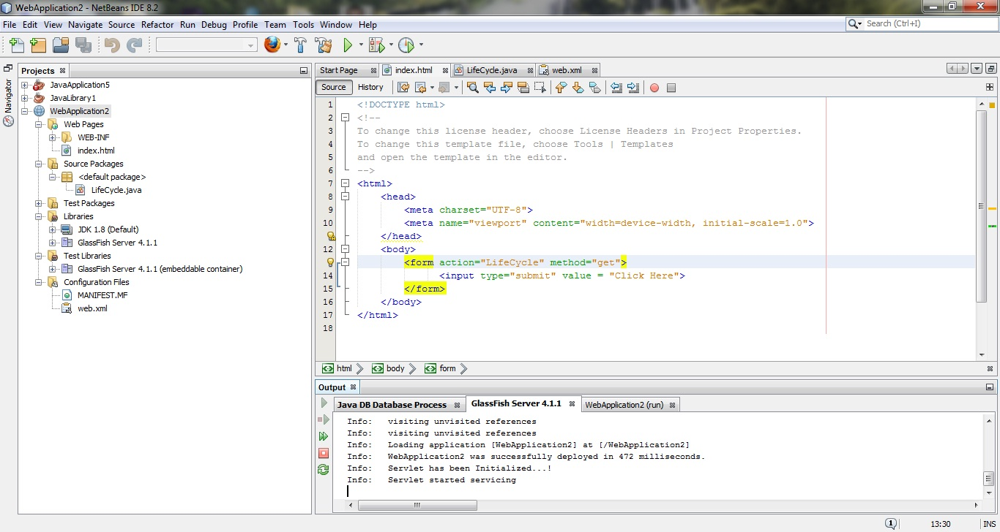 WebApplication2 - NetBeans IDE 8.2
File Edit View Navigate Source Refactor Run Debug Profile Team Tools Window Help
Search (Ctrl+I)
Navigator
Projects
JavaApplication5
JavaLibrary1
WebApplication2
Web Pages
WEB-INF
index.html
Source Packages
<default package>
LifeCycle.java
Test Packages
Libraries
JDK 1.8 (Default)
GlassFish Server 4.1.1
Test Libraries
GlassFish Server 4.1.1 (embeddable container)
Configuration Files
MANIFEST.MF
web.xml
Start Page index.html LifeCycle.java web.xml
Source History
1 <!DOCTYPE html>
2 <!--
3 To change this license header, choose License Headers in Project Properties.
4 To change this template file, choose Tools | Templates
5 and open the template in the editor.
6 -->
7 <html>
8 <head>
9 <meta charset="UTF-8">
10 <meta name="viewport" content="width=device-width, initial-scale=1.0">
</head>
12 <body>
<form action="LifeCycle" method="get">
14 <input type="submit" value = "Click Here">
15 </form>
16 </body>
17 </html>
18
html body form
Output
Java DB Database Process GlassFish Server 4.1.1 WebApplication2 (run)
Info: visiting unvisited references
Info: visiting unvisited references
Info: Loading application [WebApplication2] at [/WebApplication2]
Info: WebApplication2 was successfully deployed in 472 milliseconds.
Info: Servlet has been Initialized...!
Info: Servlet started servicing
1 13:30 INS